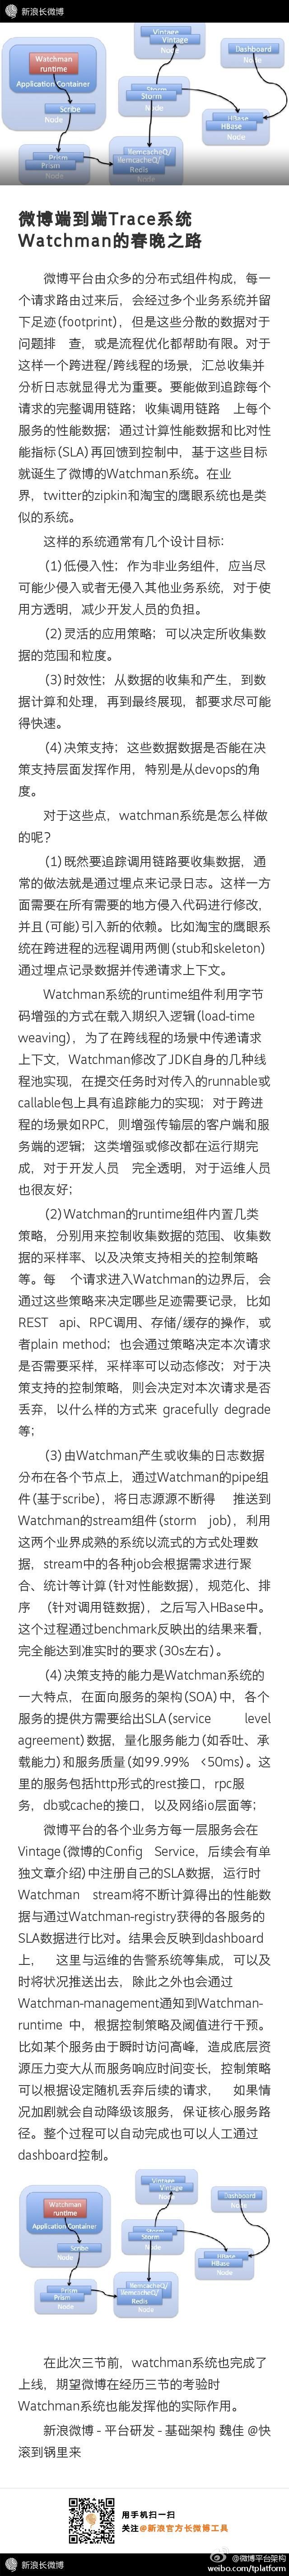 新浪长微博
Vintage
Vintage
Node
Watchman
runtime
Application Container
Scribe
Node
Storm
Storm
Node
Dashboard
Node
HBase
HBase
Node
Prism
Prism
Node
MemcacheQ/
MemcacheQ/
Redis
Node
微博端到端Trace系统
Watchman的春晚之路
微博平台由众多的分布式组件构成，每一
个请求路由过来后，会经过多个业务系统并留
下足迹(footprint)，但是这些分散的数据对于
问题排 查，或是流程优化都帮助有限。对于
这样一个跨进程/跨线程的场景，汇总收集并
分析日志就显得尤为重要。要能做到追踪每个
请求的完整调用链路；收集调用链路 上每个
服务的性能数据；通过计算性能数据和比对性
能指标(SLA)再回馈到控制中，基于这些目标
就诞生了微博的Watchman系统。在业
界，twitter的zipkin和淘宝的鹰眼系统也是类
似的系统。
这样的系统通常有几个设计目标:
(1)低侵入性；作为非业务组件，应当尽
可能少侵入或者无侵入其他业务系统，对于使
用方透明，减少开发人员的负担。
(2)灵活的应用策略；可以决定所收集数
据的范围和粒度。
(3)时效性；从数据的收集和产生，到数
据计算和处理，再到最终展现，都要求尽可能
得快速。
(4)决策支持；这些数据数据是否能在决
策支持层面发挥作用，特别是从devops的角
度。
对于这些点，watchman系统是怎么样做
的呢?
(1)既然要追踪调用链路要收集数据，通
常的做法就是通过埋点来记录日志。这样一方
面需要在所有需要的地方侵入代码进行修改，
并且(可能)引入新的依赖。比如淘宝的鹰眼系
统在跨进程的远程调用两侧(stub和skeleton)
通过埋点记录数据并传递请求上下文。
Watchman系统的runtime组件利用字节
码增强的方式在载入期织入逻辑(load-time
weaving)，为了在跨线程的场景中传递请求
上下文，Watchman修改了JDK自身的几种线
程池实现，在提交任务时对传入的runnable或
callable包上具有追踪能力的实现；对于跨进
程的场景如RPC，则增强传输层的客户端和服
务端的逻辑；这类增强或修改都在运行期完
成，对于开发人员 完全透明，对于运维人员
也很友好；
(2)Watchman的runtime组件内置几类
策略，分别用来控制收集数据的范围、收集数
据的采样率、以及决策支持相关的控制策略
等。每 个请求进入Watchman的边界后，会
通过这些策略来决定哪些足迹需要记录，比如
REST api、RPC调用、存储/缓存的操作，或
者plain method；也会通过策略决定本次请求
是否需要采样，采样率可以动态修改；对于决
策支持的控制策略，则会决定对本次请求是否
丢弃，以什么样的方式来 gracefully degrade
等；
(3)由Watchman产生或收集的日志数据
分布在各个节点上，通过Watchman的pipe组
件(基于scribe)，将日志源源不断得 推送到
Watchman的stream组件(storm job)，利用
这两个业界成熟的系统以流式的方式处理数
据，stream中的各种job会根据需求进行聚
合、统计等计算(针对性能数据)，规范化、排
序 (针对调用链数据)，之后写入HBase中。
这个过程通过benchmark反映出的结果来看，
完全能达到准实时的要求(30s左右)。
(4)决策支持的能力是Watchman系统的
一大特点，在面向服务的架构(SOA)中，各个
服务的提供方需要给出SLA(service level
agreement)数据，量化服务能力(如吞吐、承
载能力)和服务质量(如99.99% <50ms)。这
里的服务包括http形式的rest接口，rpc服
务，db或cache的接口，以及网络io层面等；
微博平台的各个业务方每一层服务会在
Vintage(微博的Config Service，后续会有单
独文章介绍)中注册自己的SLA数据，运行时
Watchman stream将不断计算得出的性能数
据与通过Watchman-registry获得的各服务的
SLA数据进行比对。结果会反映到dashboard
上， 这里与运维的告警系统等集成，可以及
时将状况推送出去，除此之外也会通过
Watchman-management通知到Watchman-
runtime 中，根据控制策略及阈值进行干预。
比如某个服务由于瞬时访问高峰，造成底层资
源压力变大从而服务响应时间变长，控制策略
可以根据设定随机丢弃后续的请求， 如果情
况加剧就会自动降级该服务，保证核心服务路
径。整个过程可以自动完成也可以人工通过
dashboard控制。
Vintage
Vintage
Node
Watchman
runtime
Application Container
Scribe
Node
Storm
Storm
Node
Dashboard
Node
HBase
HBase
Node
Prism
Prism
Node
MemcacheQ/
MemcacheQ/
Redis
Node
在此次三节前，watchman系统也完成了
上线，期望微博在经历三节的考验时
Watchman系统也能发挥他的实际作用。
新浪微博 - 平台研发 - 基础架构 魏佳 @快
滚到锅里来
用手机扫一扫
关注@新浪官方长微博工具
新浪长微博
@微博平台架构
weibo.com/tplatform